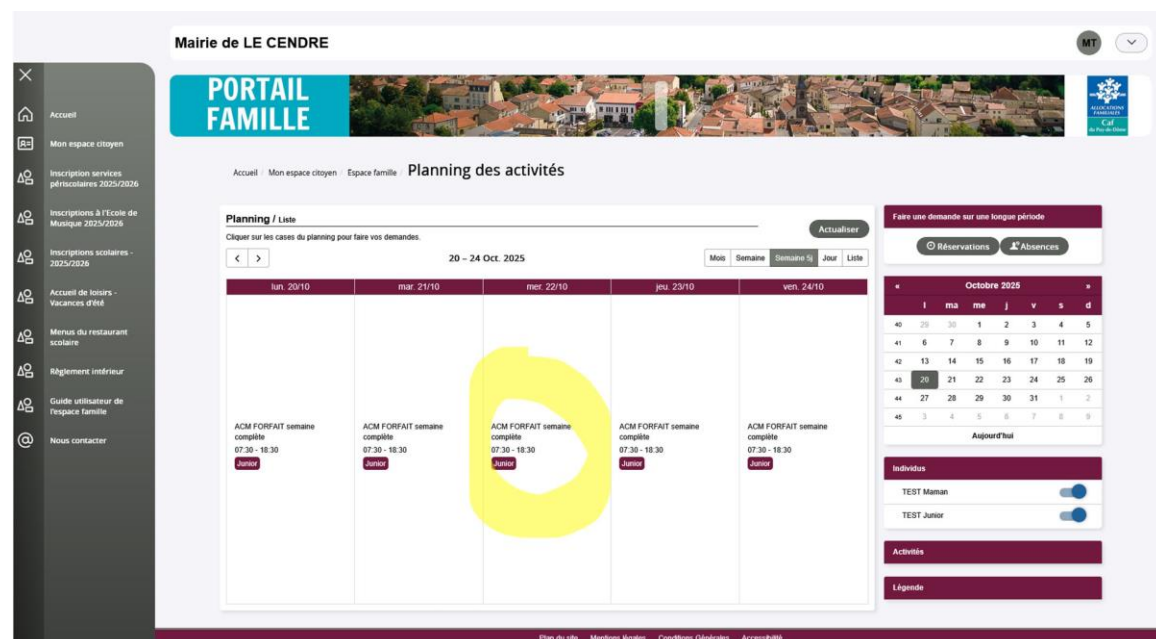 Mairie de LE CENDRE
MT
PORTAIL
FAMILLE
ALLOCATIONS
FAMILIALES
Caf
du Puy-de-Dôme
Accueil
Mon espace citoyen
Inscription services
périscolaires 2025/2026
Inscriptions à l'Ecole de
Musique 2025/2026
Inscriptions scolaires -
2025/2026
Accueil de loisirs -
Vacances d'été
Menus du restaurant
scolaire
Règlement intérieur
Guide utilisateur de
l'espace famille
Nous contacter
Accueil / Mon espace citoyen / Espace famille / Planning des activités
Planning / Liste
Actualiser
Cliquer sur les cases du planning pour faire vos demandes.
< > 20 – 24 Oct. 2025 Mois Semaine Semaine 5j Jour Liste
lun. 20/10 mar. 21/10 mer. 22/10 jeu. 23/10 ven. 24/10
ACM FORFAIT semaine ACM FORFAIT semaine ACM FORFAIT semaine ACM FORFAIT semaine ACM FORFAIT semaine
complète complète complète complète complète
07:30 - 18:30 07:30 - 18:30 07:30 - 18:30 07:30 - 18:30 07:30 - 18:30
Junior Junior Junior Junior Junior
Faire une demande sur une longue période
Réservations Absences
« Octobre 2025 »
l ma me j v s d
40 29 30 1 2 3 4 5
41 6 7 8 9 10 11 12
42 13 14 15 16 17 18 19
43 20 21 22 23 24 25 26
44 27 28 29 30 31 1 2
45 3 4 5 6 7 8 9
Aujourd'hui
Individus
TEST Maman
TEST Junior
Activités
Légende
Plan du site Mentions légales Conditions Générales Accessibilité